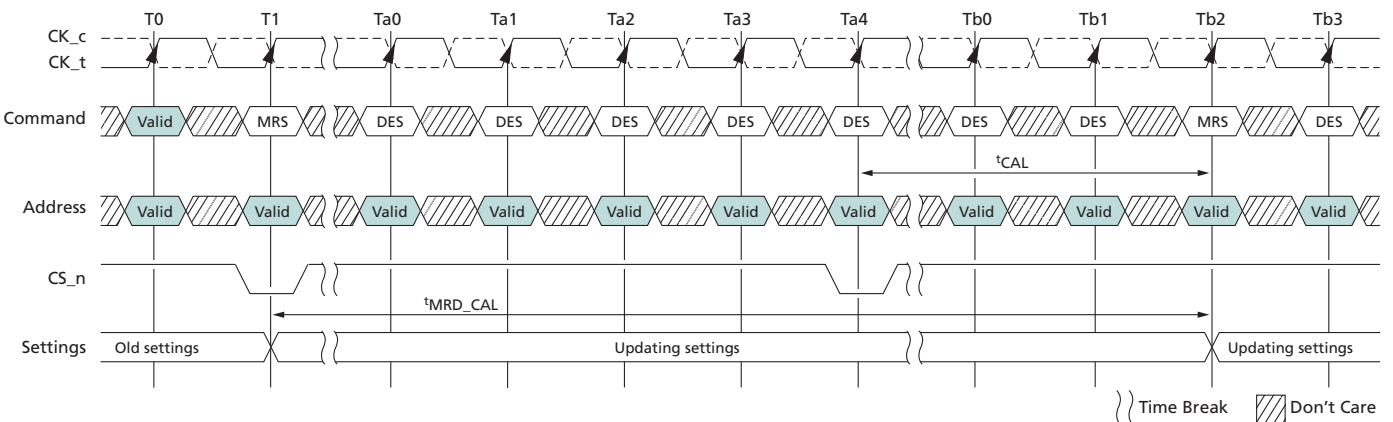 T0 T1 Ta0 Ta1 Ta2 Ta3 Ta4 Tb0 Tb1 Tb2 Tb3
CK_c
CK_t
Command Valid MRS DES DES DES DES DES DES DES MRS DES
tCAL
Address Valid Valid Valid Valid Valid Valid Valid Valid Valid Valid Valid
CS_n
tMRD_CAL
Settings Old settings Updating settings Updating settings
Time Break Don't Care